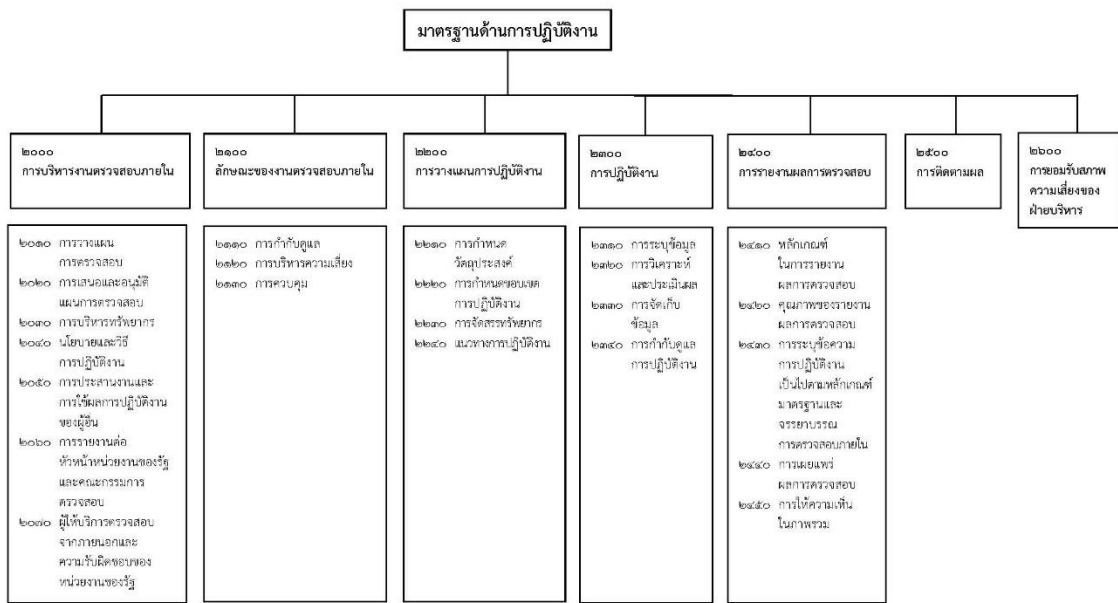 มาตรฐานด้านการปฏิบัติงาน
๒๐๐๐
การบริหารงานตรวจสอบภายใน
๒๑๐๐
ลักษณะของงานตรวจสอบภายใน
๒๒๐๐
การวางแผนการปฏิบัติงาน
๒๓๐๐
การปฏิบัติงาน
๒๔๐๐
การรายงานผลการตรวจสอบ
๒๕๐๐
การติดตามผล
๒๖๐๐
การยอมรับสภาพ
ความเสี่ยงของ
ฝ่ายบริหาร
๒๐๑๐ การวางแผน
การตรวจสอบ
๒๐๒๐ การเสนอและอนุมัติ
แผนการตรวจสอบ
๒๐๓๐ การบริหารทรัพยากร
๒๐๔๐ นโยบายและวิธี
การปฏิบัติงาน
๒๐๕๐ การประสานงานและ
การใช้ผลการปฏิบัติงาน
ของผู้อื่น
๒๐๖๐ การรายงานต่อ
หัวหน้าหน่วยงานของรัฐ
และคณะกรรมการ
ตรวจสอบ
๒๐๗๐ ผู้ให้บริการตรวจสอบ
จากภายนอกและ
ความรับผิดชอบของ
หน่วยงานของรัฐ
๒๑๑๐ การกำกับดูแล
๒๑๒๐ การบริหารความเสี่ยง
๒๑๓๐ การควบคุม
๒๒๑๐ การกำหนด
วัตถุประสงค์
๒๒๒๐ การกำหนดขอบเขต
การปฏิบัติงาน
๒๒๓๐ การจัดสรรทรัพยากร
๒๒๔๐ แนวทางการปฏิบัติงาน
๒๓๑๐ การระบุข้อมูล
๒๓๒๐ การวิเคราะห์
และประเมินผล
๒๓๓๐ การจัดเก็บ
ข้อมูล
๒๓๔๐ การกำกับดูแล
การปฏิบัติงาน
๒๔๑๐ หลักเกณฑ์
ในการรายงาน
ผลการตรวจสอบ
๒๔๒๐ คุณภาพของรายงาน
ผลการตรวจสอบ
๒๔๓๐ การระบุข้อความ
การปฏิบัติงาน
เป็นไปตามหลักเกณฑ์
มาตรฐานและ
จรรยาบรรณ
การตรวจสอบภายใน
๒๔๔๐ การเผยแพร่
ผลการตรวจสอบ
๒๔๕๐ การให้ความเห็น
ในภาพรวม